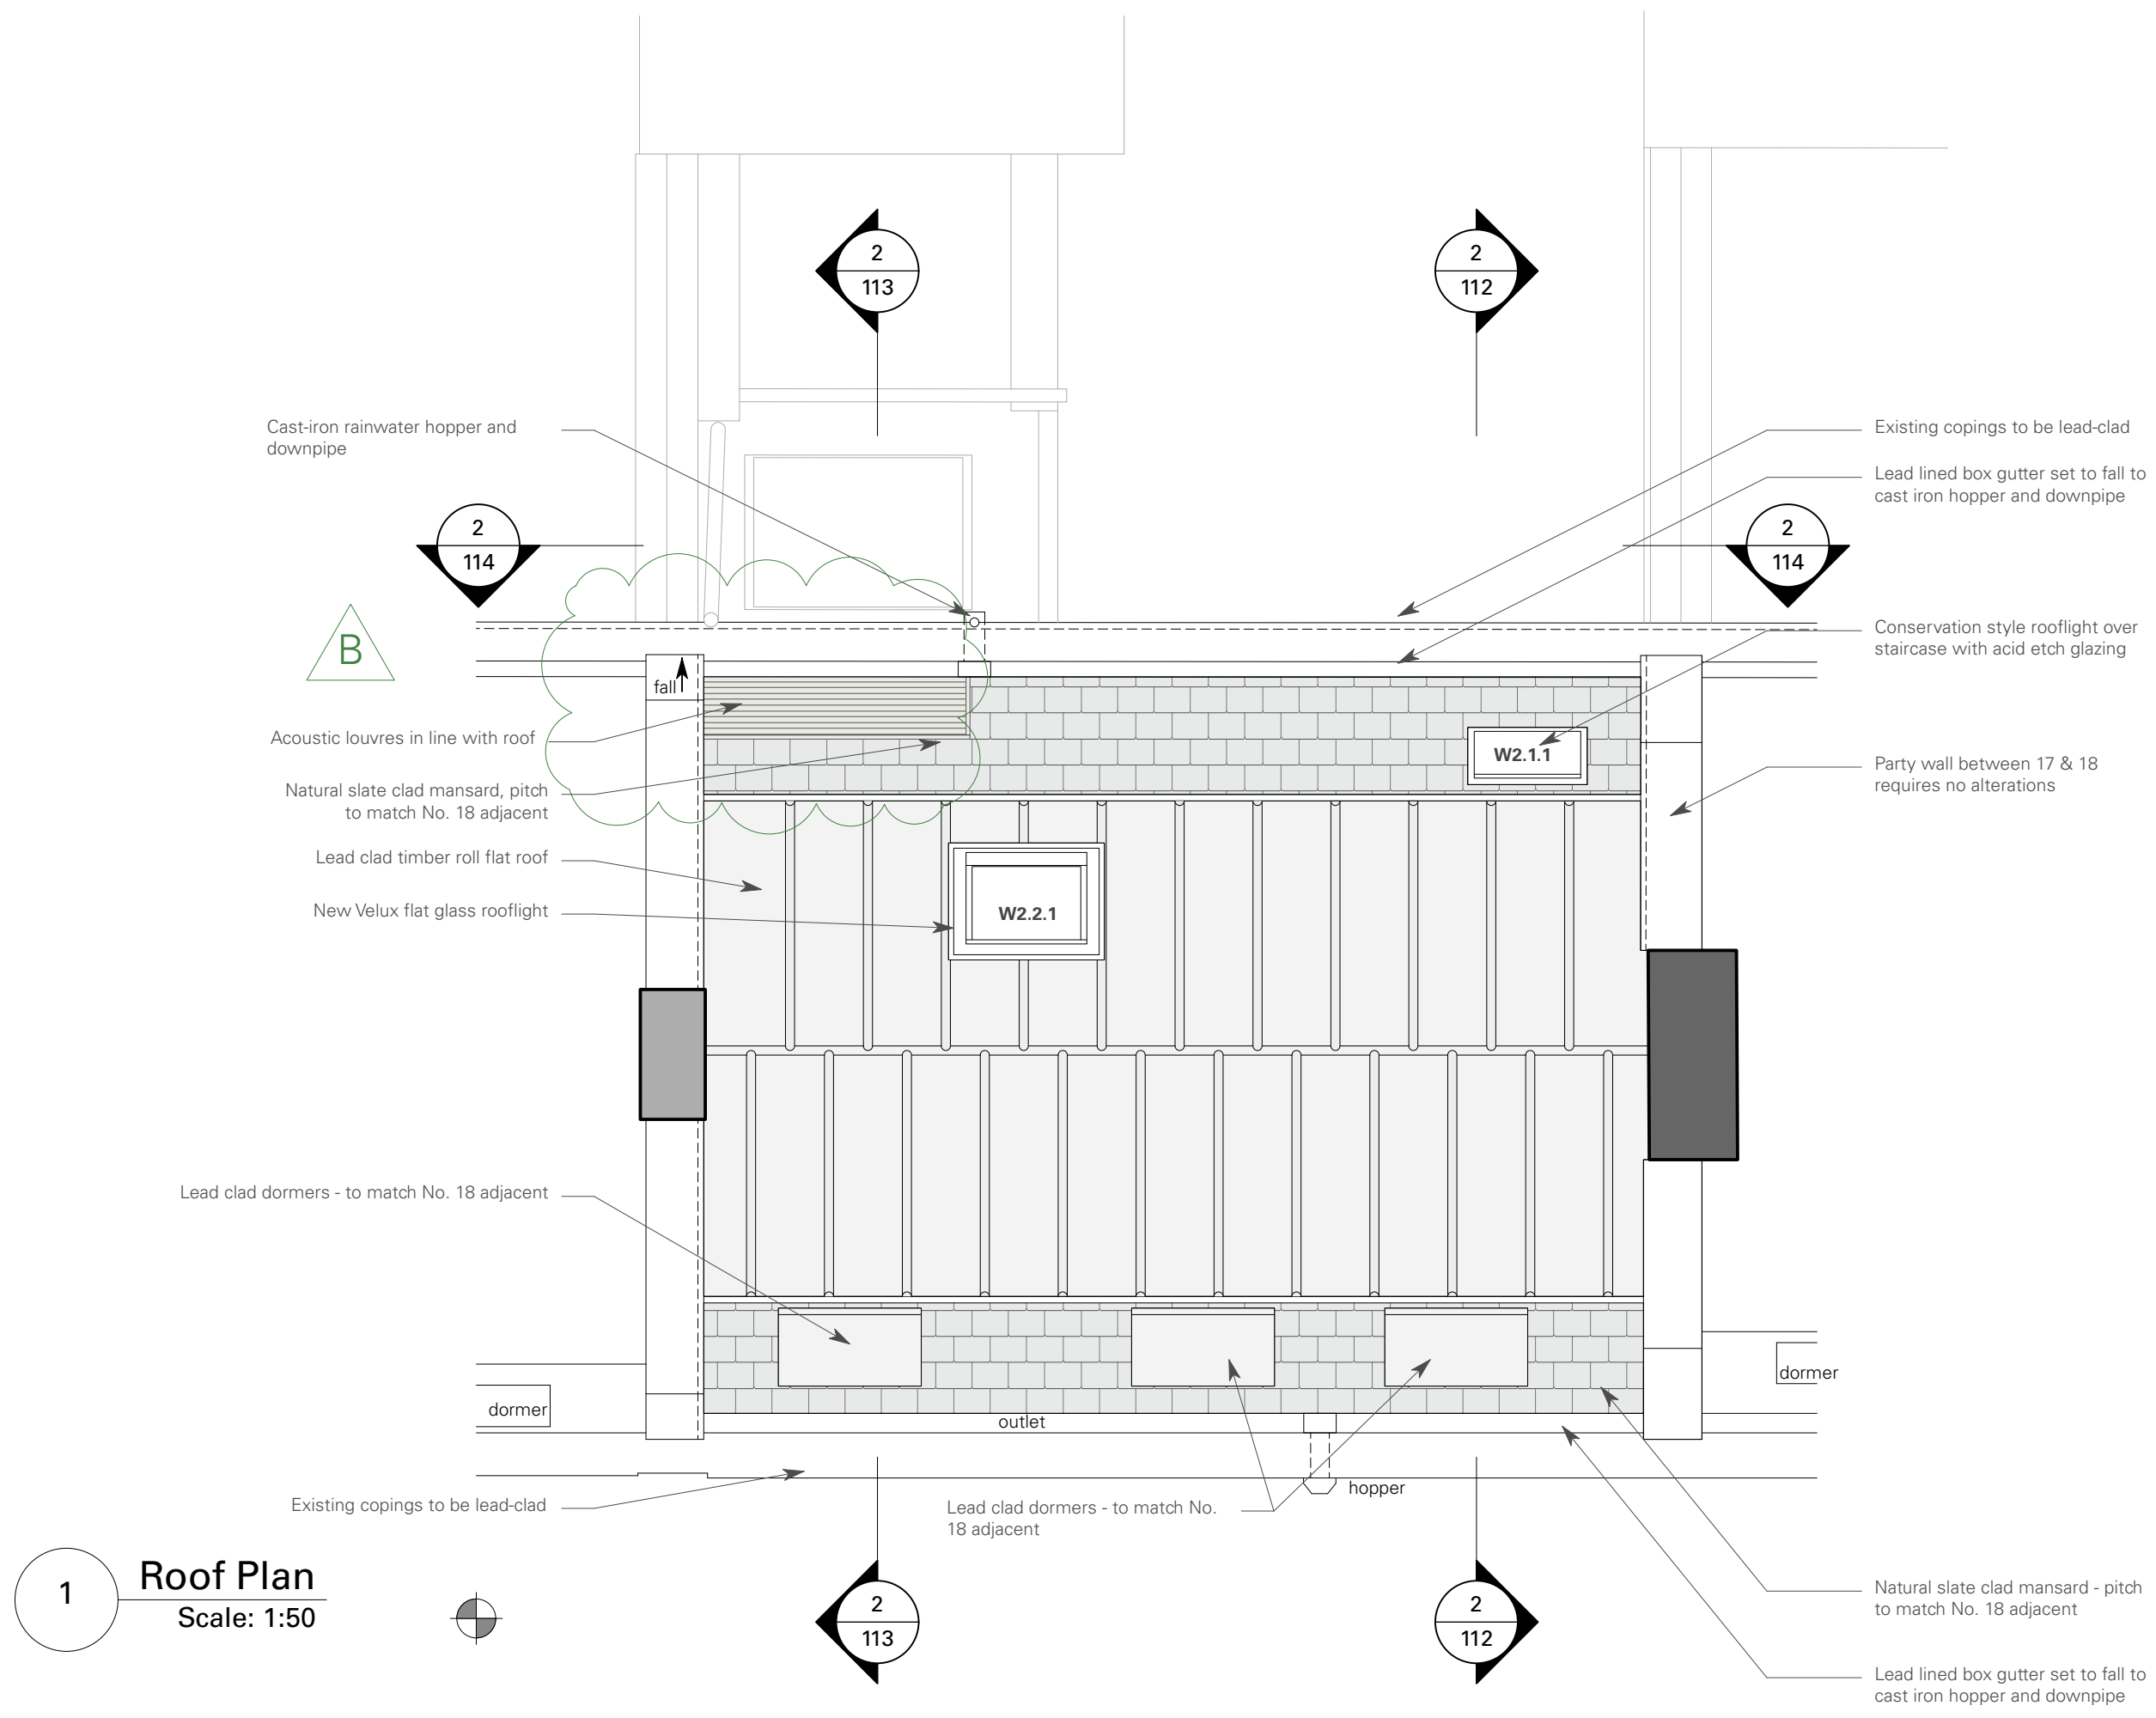 2
113
2
112
Cast-iron rainwater hopper and
downpipe
Existing copings to be lead-clad
Lead lined box gutter set to fall to
cast iron hopper and downpipe
2
114
2
114
B
Conservation style rooflight over
staircase with acid etch glazing
fall
Acoustic louvres in line with roof
W2.1.1
Party wall between 17 & 18
requires no alterations
Natural slate clad mansard, pitch
to match No. 18 adjacent
Lead clad timber roll flat roof
New Velux flat glass rooflight
W2.2.1
Lead clad dormers - to match No. 18 adjacent
dormer
dormer
outlet
hopper
Existing copings to be lead-clad
Lead clad dormers - to match No.
18 adjacent
1
Roof Plan
Scale: 1:50
2
113
2
112
Natural slate clad mansard - pitch
to match No. 18 adjacent
Lead lined box gutter set to fall to
cast iron hopper and downpipe